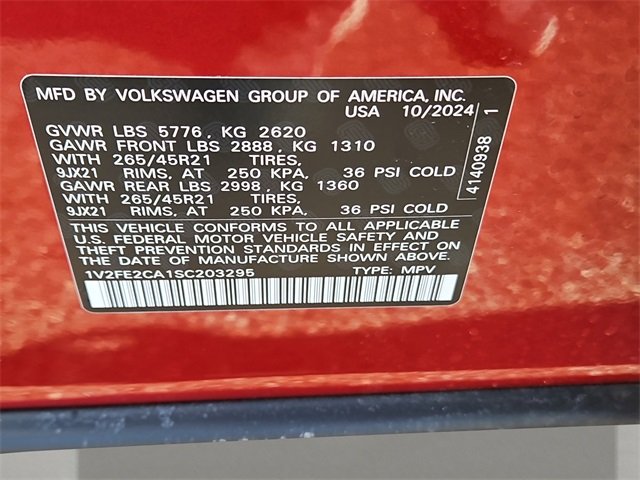 MFD BY VOLKSWAGEN GROUP OF AMERICA, INC.
USA 10/2024
GVWR LBS 5776 , KG 2620
GAWR FRONT LBS 2888 , KG 1310
WITH 265/45R21 TIRES,
9JX21 RIMS, AT 250 KPA, 36 PSI COLD
GAWR REAR LBS 2998 , KG 1360
WITH 265/45R21 TIRES,
9JX21 RIMS, AT 250 KPA, 36 PSI COLD
THIS VEHICLE CONFORMS TO ALL APPLICABLE
U.S. FEDERAL MOTOR VEHICLE SAFETY AND
THEFT PREVENTION STANDARDS IN EFFECT ON
THE DATE OF MANUFACTURE SHOWN ABOVE.
1V2FE2CA1SC203295 TYPE: MPV
4140938 1